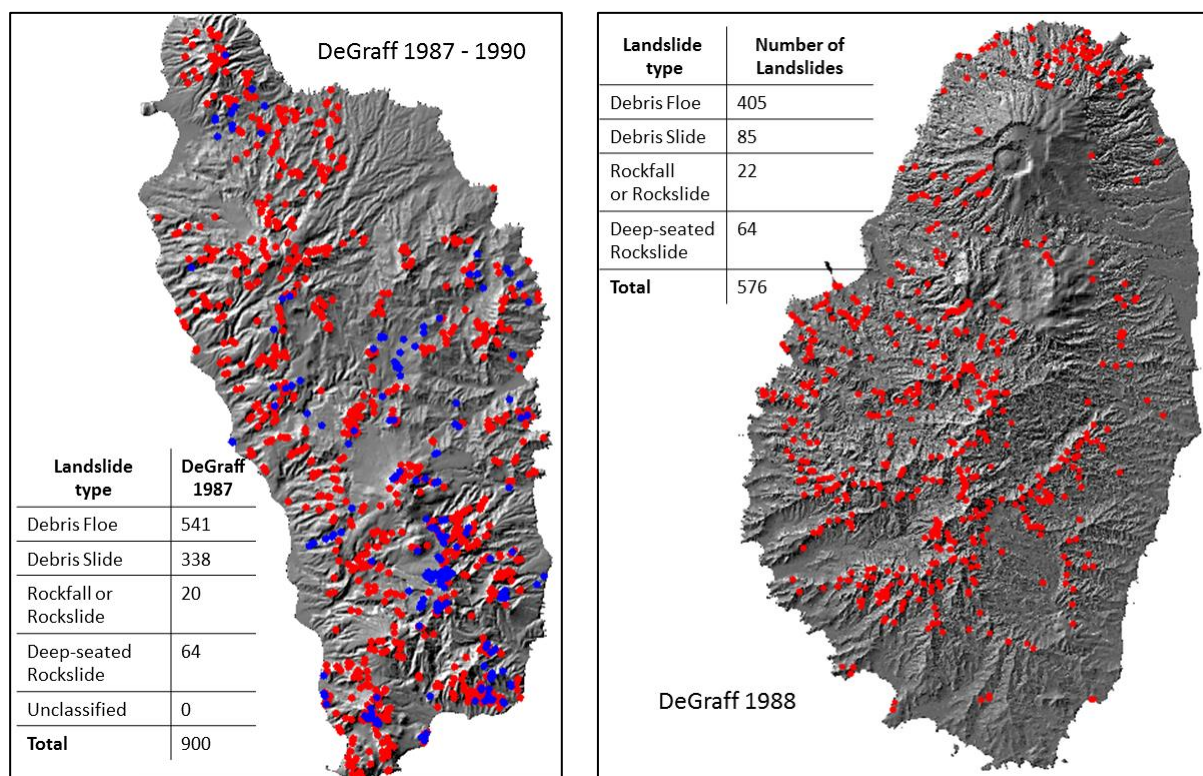 DeGraff 1987 - 1990
Landslide type DeGraff 1987
Debris Floe 541
Debris Slide 338
Rockfall or Rockslide 20
Deep-seated Rockslide 64
Unclassified 0
Total 900
Landslide type Number of Landslides
Debris Floe 405
Debris Slide 85
Rockfall or Rockslide 22
Deep-seated Rockslide 64
Total 576
DeGraff 1988